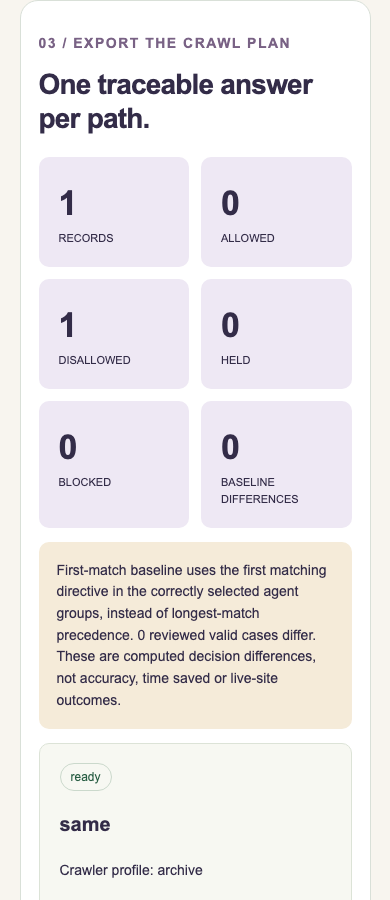 03 / EXPORT THE CRAWL PLAN
One traceable answer
per path.
1
RECORDS
0
ALLOWED
1
DISALLOWED
0
HELD
0
BLOCKED
0
BASELINE
DIFFERENCES
First-match baseline uses the first matching
directive in the correctly selected agent
groups, instead of longest-match
precedence. 0 reviewed valid cases differ.
These are computed decision differences,
not accuracy, time saved or live-site
outcomes.
ready
same
Crawler profile: archive